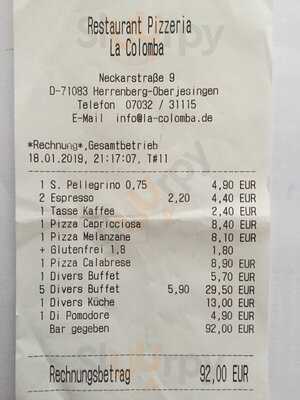 Restaurant Pizzeria
La Colomba
Neckarstraße 9
D-71083 Herrenberg-Oberjesingen
Telefon 07032 / 31115
E-Mail info@la-colomba.de
*Rechnung*,Gesamtbetrieb
18.01.2019, 21:17:07, T#11
1 S. Pellegrino 0,75 4,90 EUR
2 Espresso 2,20 4,40 EUR
1 Tasse Kaffee 2,40 EUR
1 Pizza Capricciosa 8,40 EUR
1 Pizza Melanzane 8,10 EUR
+ Glutenfrei 1,8 1,80
1 Pizza Calabrese 8,90 EUR
1 Divers Buffet 5,70 EUR
5 Divers Buffet 5,90 29,50 EUR
1 Divers Küche 13,00 EUR
1 Di Pomodore 4,90 EUR
Bar gegeben 92,00 EUR
Rechnungsbetrag 92,00 EUR